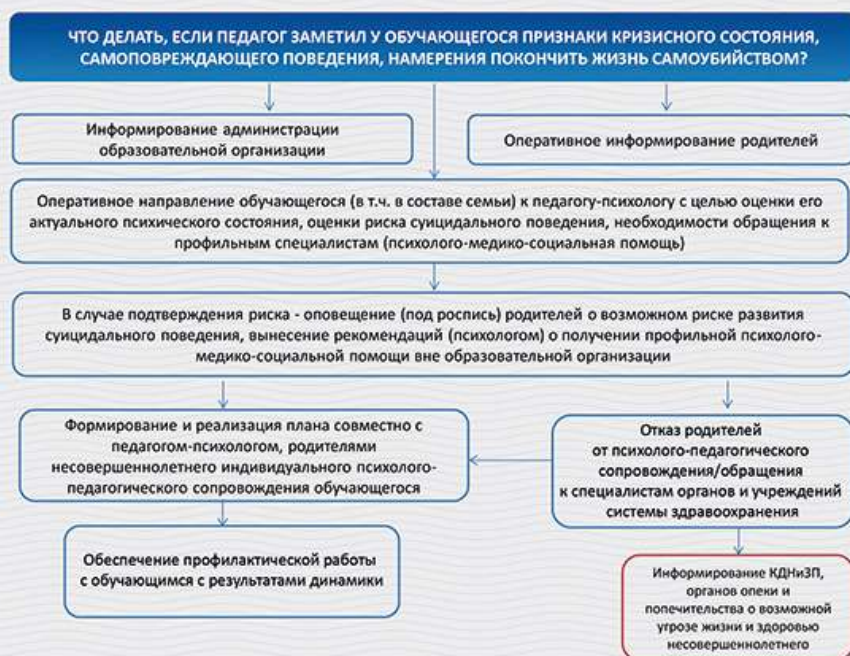 ЧТО ДЕЛАТЬ, ЕСЛИ ПЕДАГОГ ЗАМЕТИЛ У ОБУЧАЮЩЕГОСЯ ПРИЗНАКИ КРИЗИСНОГО СОСТОЯНИЯ,
САМОПОВРЕЖДАЮЩЕГО ПОВЕДЕНИЯ, НАМЕРЕНИЯ ПОКОНЧИТЬ ЖИЗНЬ САМОУБИЙСТВОМ?
Информирование администрации
образовательной организации
Оперативное информирование родителей
Оперативное направление обучающегося (в т.ч. в составе семьи) к педагогу-психологу с целью оценки его
актуального психического состояния, оценки риска суицидального поведения, необходимости обращения к
профильным специалистам (психолого-медико-социальная помощь)
В случае подтверждения риска - оповещение (под роспись) родителей о возможном риске развития
суицидального поведения, вынесение рекомендаций (психологом) о получении профильной психолого-
медико-социальной помощи вне образовательной организации
Формирование и реализация плана совместно с
педагогом-психологом, родителями
несовершеннолетнего индивидуального психолого-
педагогического сопровождения обучающегося
Отказ родителей
от психолого-педагогического
сопровождения/обращения
к специалистам органов и учреждений
системы здравоохранения
Обеспечение профилактической работы
с обучающимся с результатами динамики
Информирование КДНиЗП,
органов опеки и
попечительства о возможной
угрозе жизни и здоровью
несовершеннолетнего